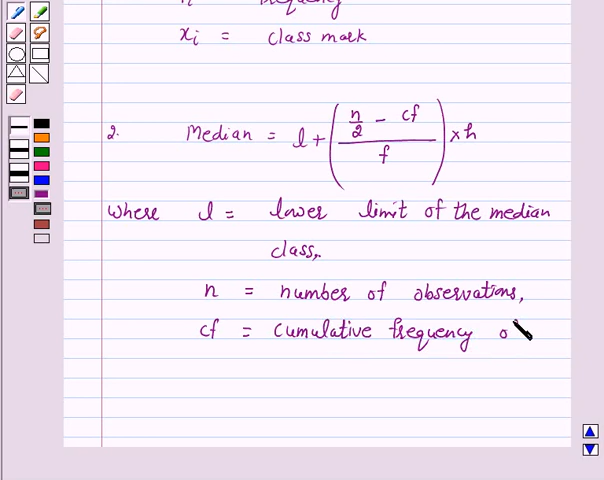 frequency
xi = class mark
2. Median = l + ( (n/2 - cf) / f ) × h
where l = lower limit of the median
class,
n = number of observations,
cf = cumulative frequency o